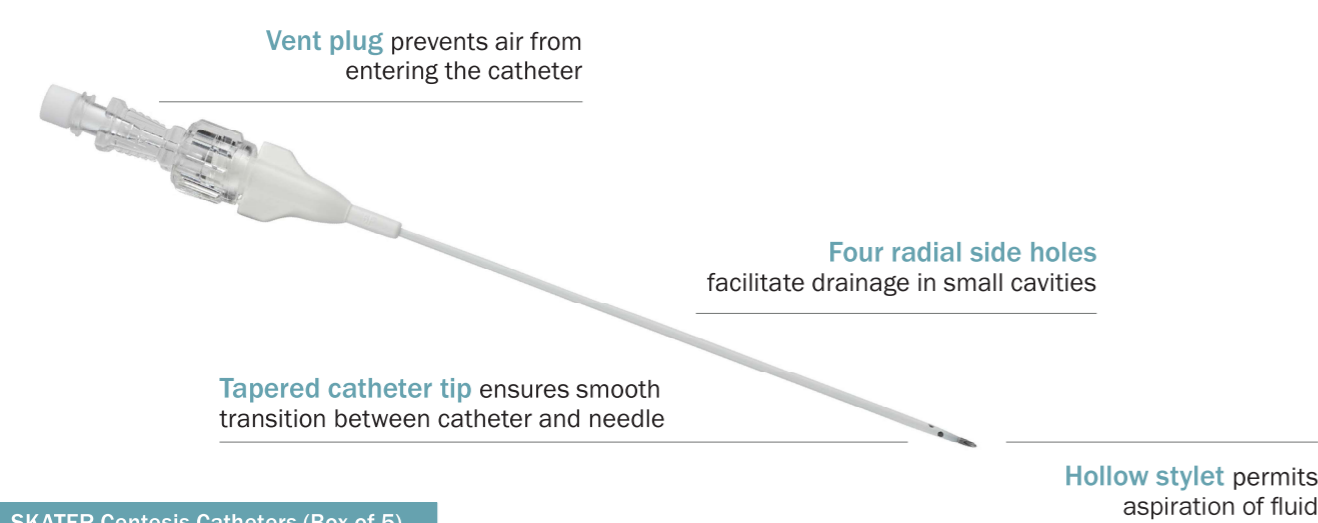 Vent plug prevents air from
entering the catheter
Four radial side holes
facilitate drainage in small cavities
Tapered catheter tip ensures smooth
transition between catheter and needle
Hollow stylet permits
aspiration of fluid
SKATER Centesis Catheters (Box of 5)